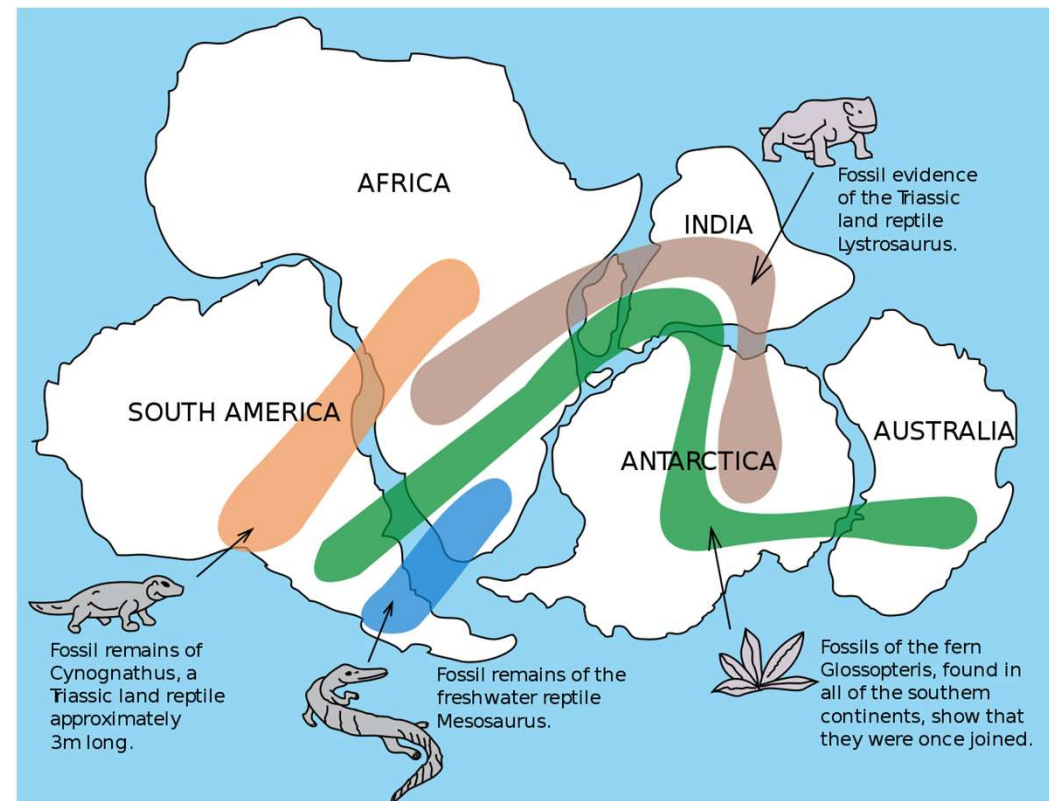 AFRICA
INDIA
SOUTH AMERICA
ANTARCTICA
AUSTRALIA
Fossil evidence
of the Triassic
land reptile
Lystrosaurus.
Fossil remains of
Cynognathus, a
Triassic land reptile
approximately
3m long.
Fossil remains of the
freshwater reptile
Mesosaurus.
Fossils of the fern
Glossopteris, found in
all of the southern
continents, show that
they were once joined.